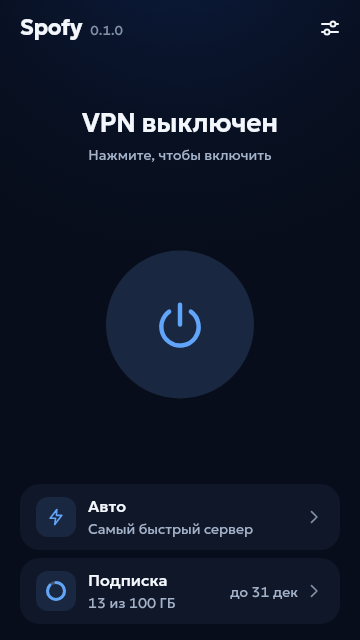 Spofy 0.1.0
VPN выключен
Нажмите, чтобы включить
Авто
Самый быстрый сервер
Подписка
13 из 100 ГБ
до 31 дек